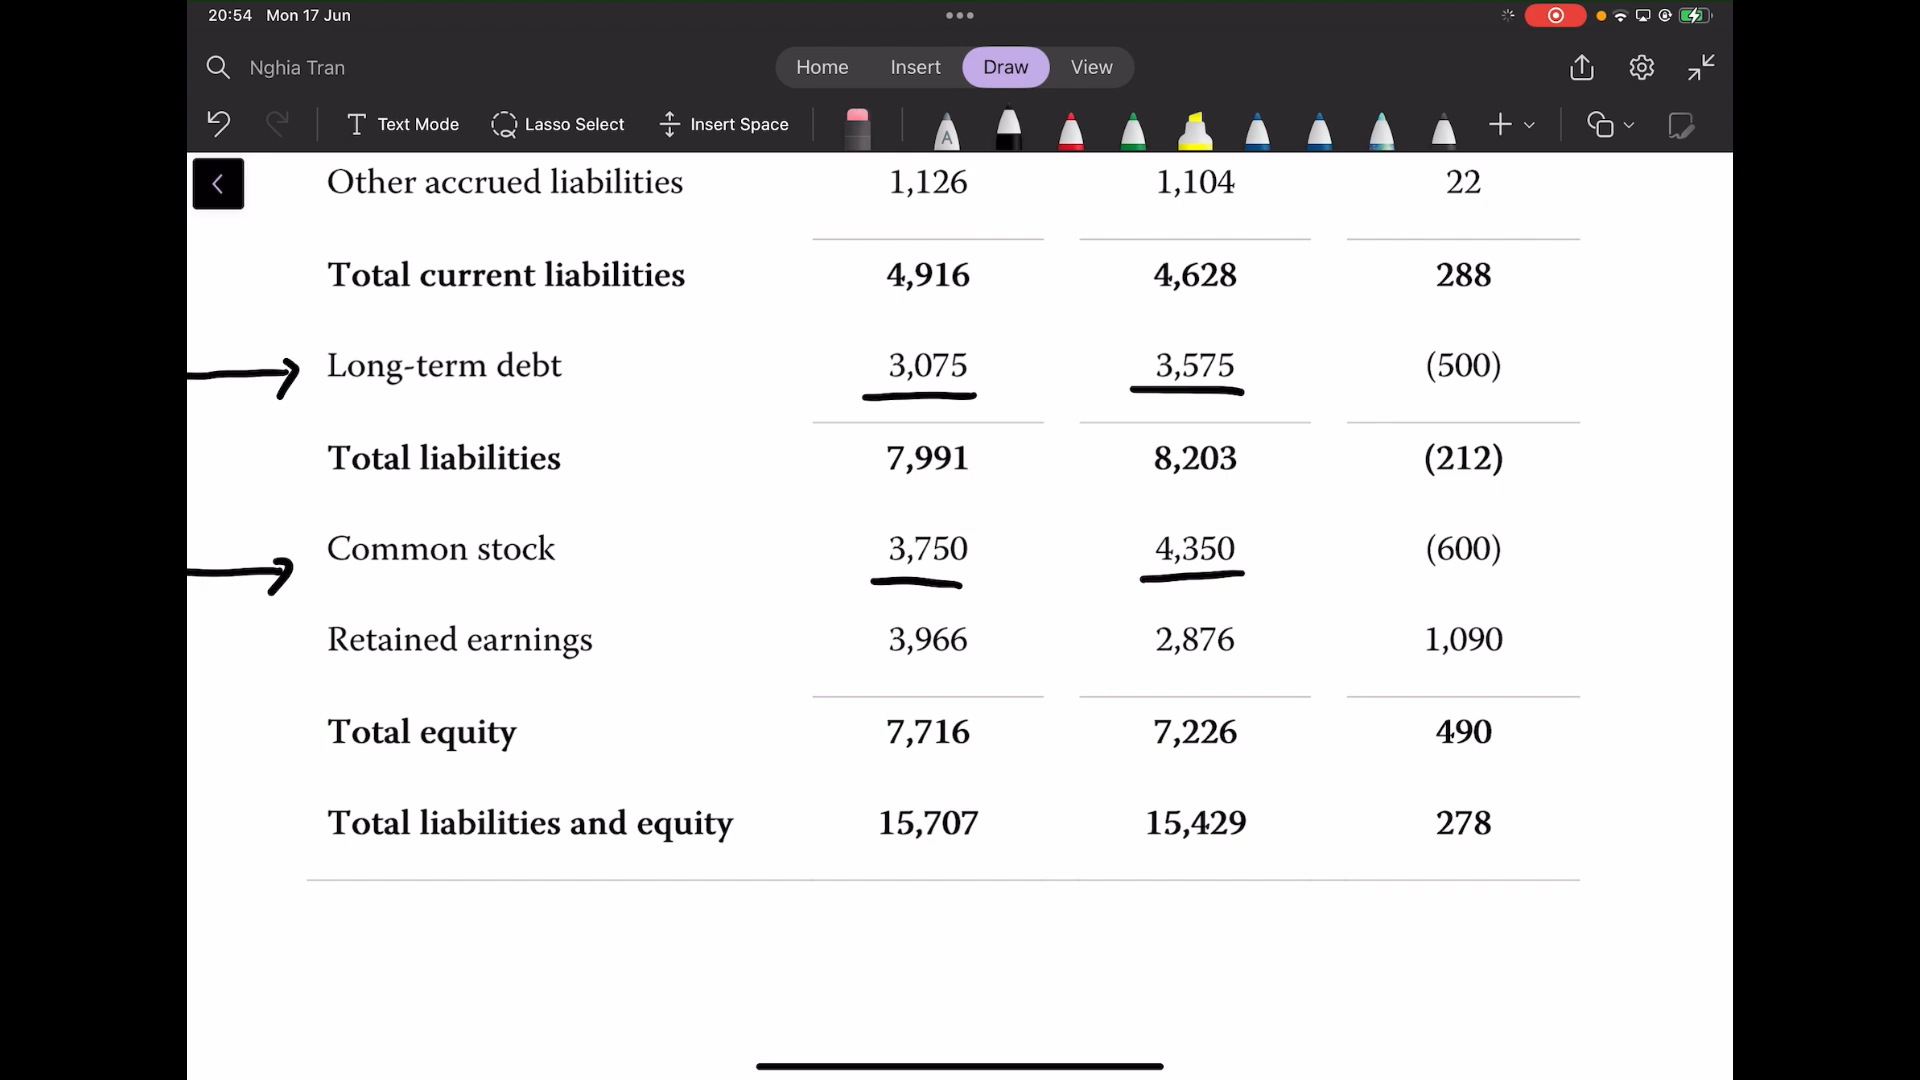 20:54 Mon 17 Jun
Nghia Tran
Home Insert Draw View
Text Mode Lasso Select Insert Space
A
Other accrued liabilities 1,126 1,104 22
Total current liabilities 4,916 4,628 288
Long-term debt 3,075 3,575 (500)
Total liabilities 7,991 8,203 (212)
Common stock 3,750 4,350 (600)
Retained earnings 3,966 2,876 1,090
Total equity 7,716 7,226 490
Total liabilities and equity 15,707 15,429 278